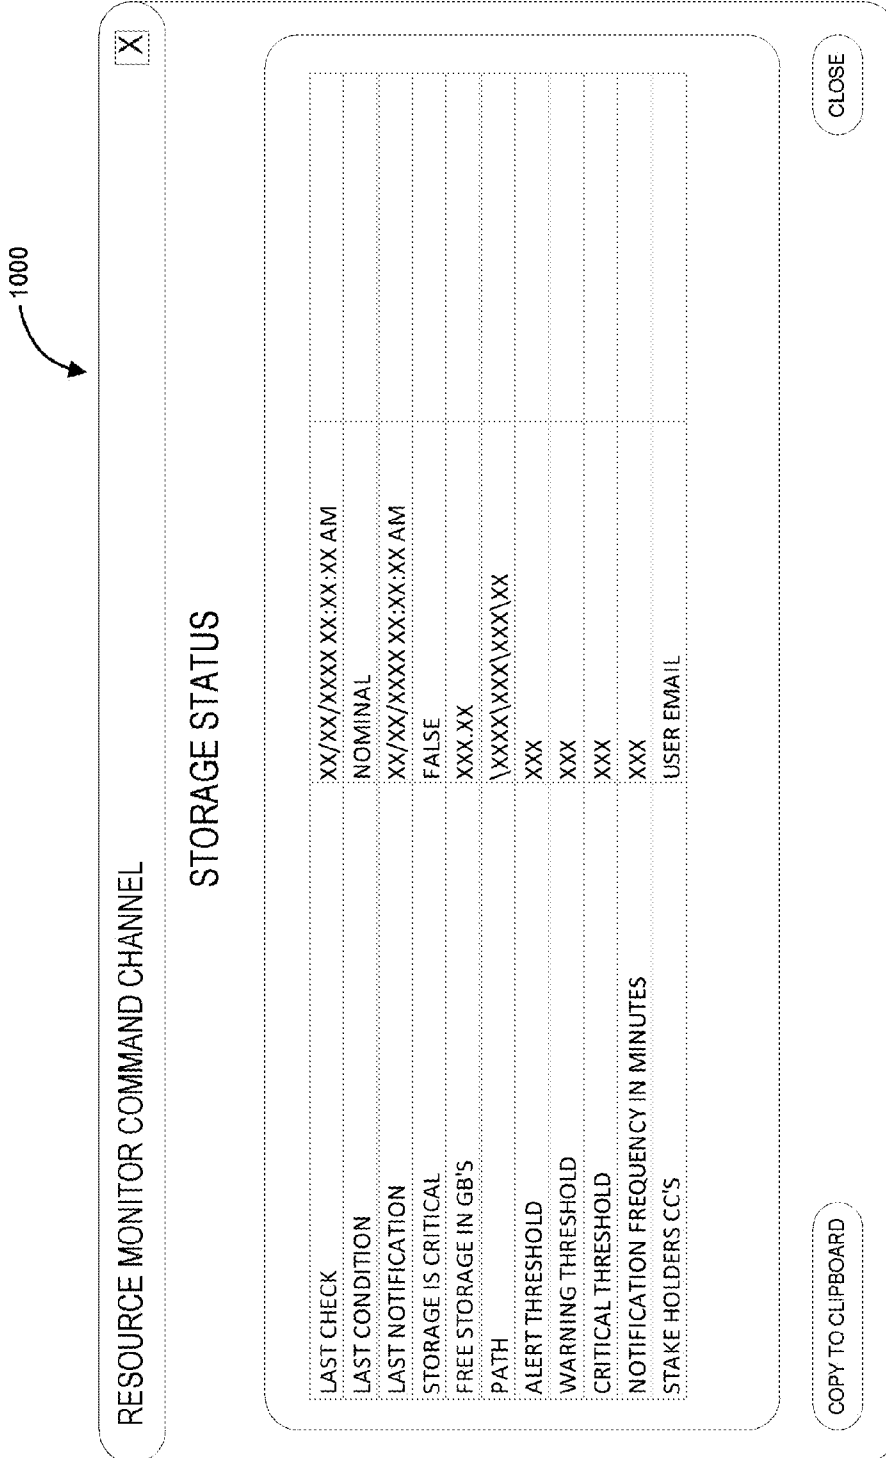 1000
RESOURCE MONITOR COMMAND CHANNEL X
STORAGE STATUS
LAST CHECK XX/XX/XXXX XX:XX:XX AM
LAST CONDITION NOMINAL
LAST NOTIFICATION XX/XX/XXXX XX:XX:XX AM
STORAGE IS CRITICAL FALSE
FREE STORAGE IN GB'S XXX.XX
PATH \XXXX\XXX\XXX\XX
ALERT THRESHOLD XXX
WARNING THRESHOLD XXX
CRITICAL THRESHOLD XXX
NOTIFICATION FREQUENCY IN MINUTES XXX
STAKE HOLDERS CC'S USER EMAIL
COPY TO CLIPBOARD CLOSE